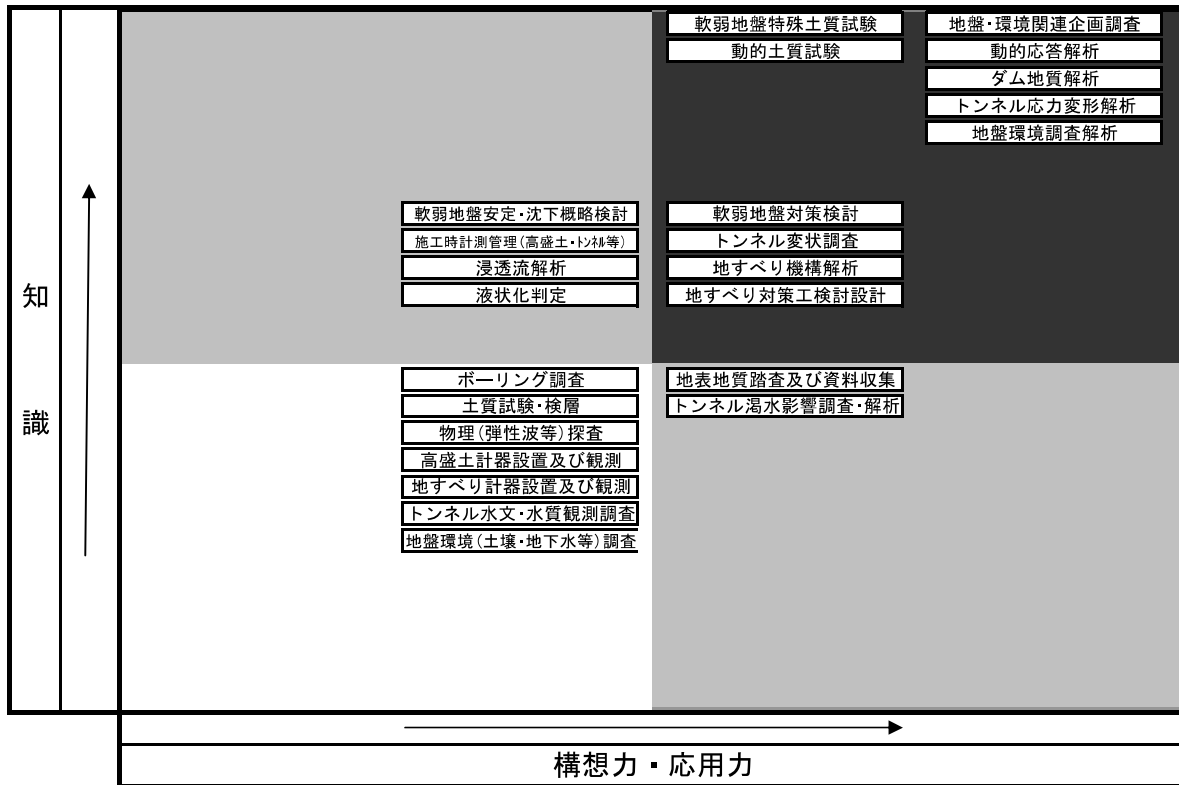 軟弱地盤特殊土質試験
地盤・環境関連企画調査
動的土質試験
動的応答解析
ダム地質解析
トンネル応力変形解析
地盤環境調査解析
軟弱地盤安定・沈下概略検討
軟弱地盤対策検討
施工時計測管理(高盛土・ﾄﾝﾈﾙ等)
トンネル変状調査
浸透流解析
地すべり機構解析
液状化判定
地すべり対策工検討設計
知識
ボーリング調査
地表地質踏査及び資料収集
土質試験・検層
トンネル渇水影響調査・解析
物理(弾性波等)探査
高盛土計器設置及び観測
地すべり計器設置及び観測
トンネル水文・水質観測調査
地盤環境(土壌・地下水等)調査
構想力・応用力